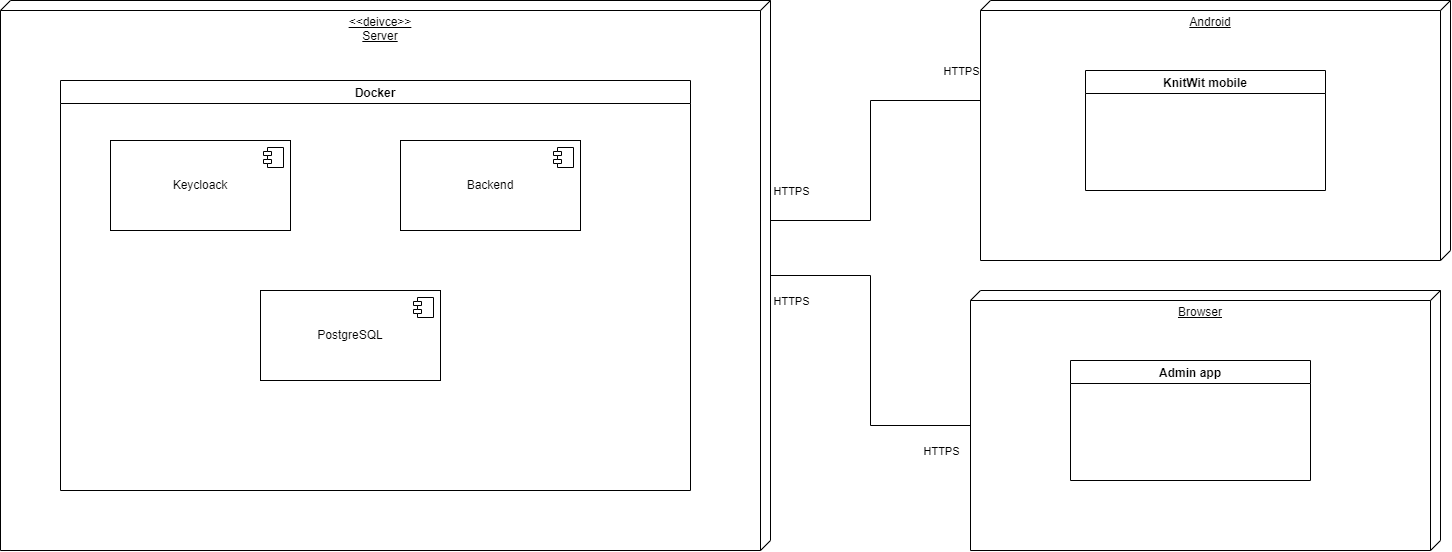 <<deivce>>
Server
Docker
Keycloack
Backend
PostgreSQL
HTTPS
HTTPS
HTTPS
HTTPS
Android
KnitWit mobile
Browser
Admin app